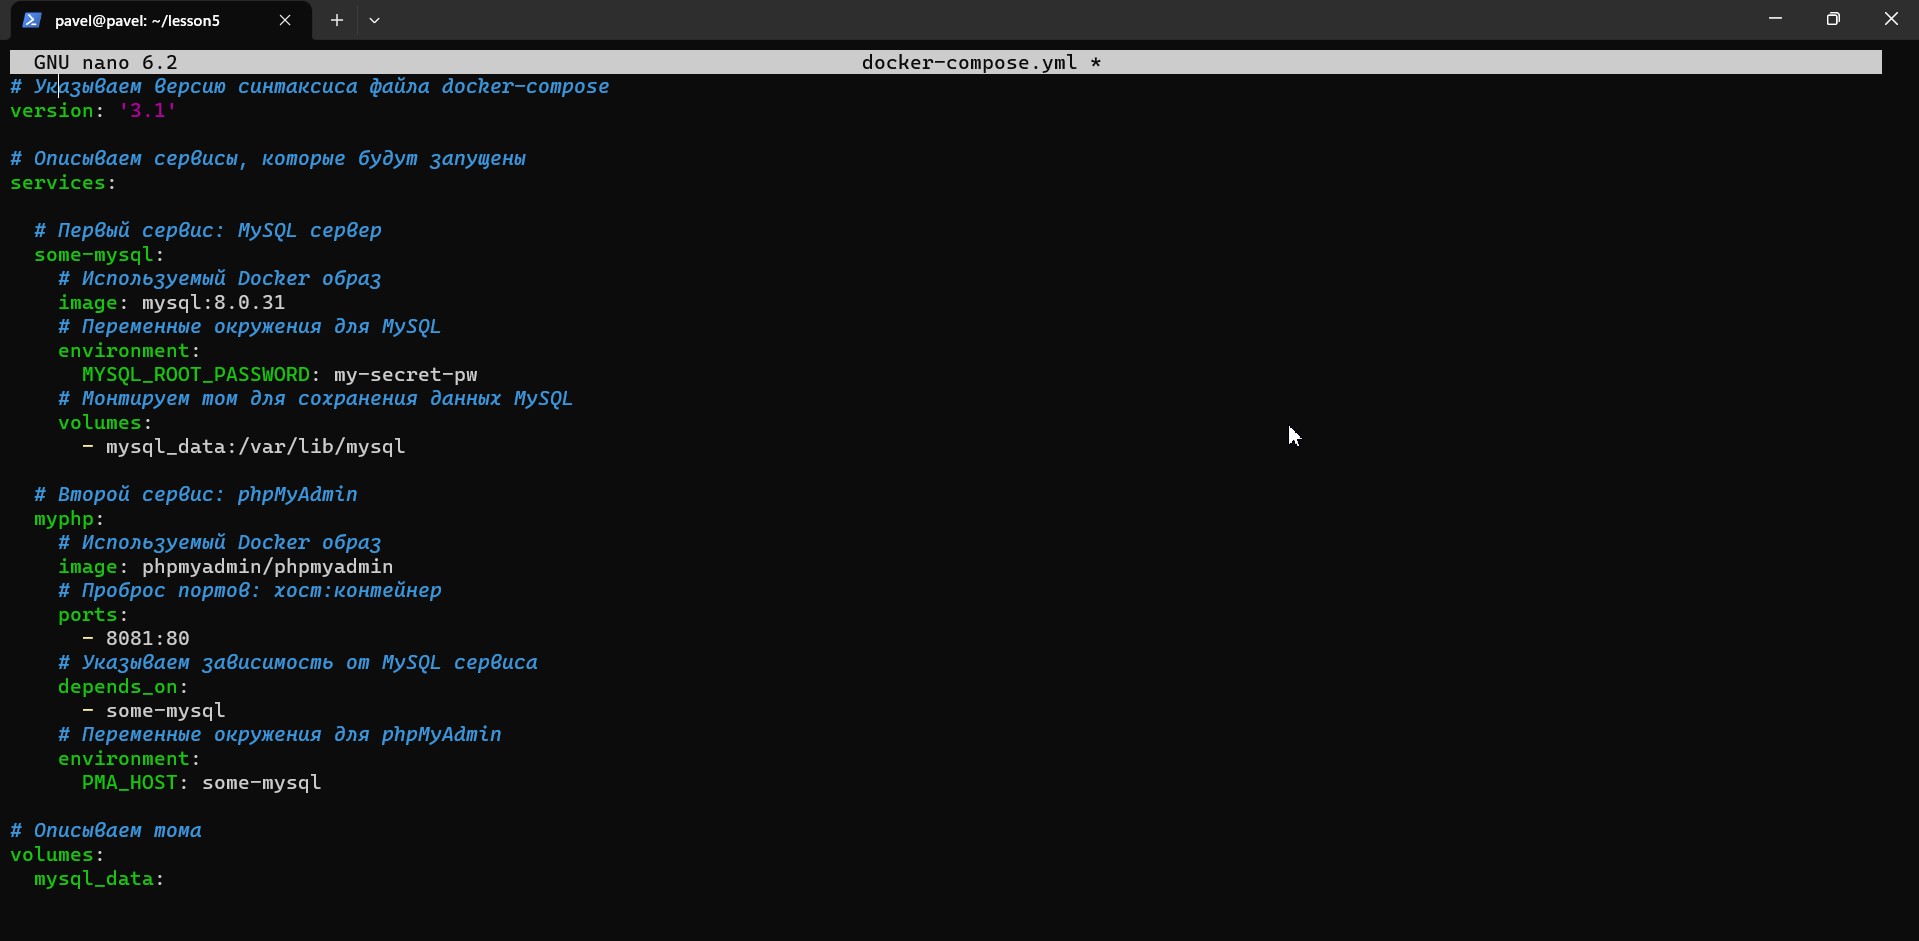 pavel@pavel: ~/lesson5
GNU nano 6.2 docker-compose.yml *
# Указываем версию синтаксиса файла docker-compose
version: '3.1'
# Описываем сервисы, которые будут запущены
services:
# Первый сервис: MySQL сервер
some-mysql:
# Используемый Docker образ
image: mysql:8.0.31
# Переменные окружения для MySQL
environment:
MYSQL_ROOT_PASSWORD: my-secret-pw
# Монтируем том для сохранения данных MySQL
volumes:
- mysql_data:/var/lib/mysql
# Второй сервис: phpMyAdmin
myphp:
# Используемый Docker образ
image: phpmyadmin/phpmyadmin
# Проброс портов: хост:контейнер
ports:
- 8081:80
# Указываем зависимость от MySQL сервиса
depends_on:
- some-mysql
# Переменные окружения для phpMyAdmin
environment:
PMA_HOST: some-mysql
# Описываем тома
volumes:
mysql_data: